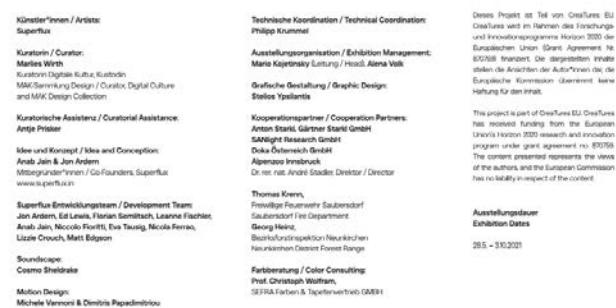 Künstler*innen / Artists:
Superflux
Kuratorin / Curator:
Marlies Wirth
Kuratorin Digitale Kultur, Kustodin
MAK-Sammlung Design / Curator, Digital Culture
and MAK Design Collection
Kuratorische Assistenz / Curatorial Assistance:
Antje Prisker
Idee und Konzept / Idea and Conception:
Anab Jain & Jon Ardern
Mitbegründer*innen / Co-Founders, Superflux
www.superflux.in
Superflux-Entwicklungsteam / Development Team:
Jon Ardern, Ed Lewis, Florian Semlitsch, Leanne Fischler,
Anab Jain, Niccolo Fioritti, Eva Tausig, Nicola Ferrao,
Lizzie Crouch, Matt Edgson
Soundscape:
Cosmo Sheldrake
Motion Design:
Michele Vannoni & Dimitris Papadimitriou
Technische Koordination / Technical Coordination:
Philipp Krummel
Ausstellungsorganisation / Exhibition Management:
Mario Kojetinsky (Leitung / Head), Alena Volk
Grafische Gestaltung / Graphic Design:
Stelios Ypsilantis
Kooperationspartner / Cooperation Partners:
Anton Starkl, Gärtner Starkl GmbH
SANlight Research GmbH
Doka Österreich GmbH
Alpenzoo Innsbruck
Dr. rer. nat. André Stadler, Direktor / Director
Thomas Krenn,
Freiwillige Feuerwehr Saubersdorf
Saubersdorf Fire Department
Georg Heinz,
Bezirksforstinspektion Neunkirchen
Neunkirchen District Forest Range
Farbberatung / Color Consulting:
Prof. Christoph Wolfram,
SEFRA Farben & Tapetenvertrieb GMBH
Dieses Projekt ist Teil von CreaTures EU.
CreaTures wird im Rahmen des Forschungs-
und Innovationsprogramms Horizon 2020 der
Europäischen Union (Grant Agreement Nr.
870759) finanziert. Die dargestellten Inhalte
stellen die Ansichten der Autor*innen dar, die
Europäische Kommission übernimmt keine
Haftung für den Inhalt.
This project is part of CreaTures EU. CreaTures
has received funding from the European
Union's Horizon 2020 research and innovation
program under grant agreement no. 870759.
The content presented represents the views
of the authors, and the European Commission
has no liability in respect of the content.
Ausstellungsdauer
Exhibition Dates
28.5. – 3.10.2021